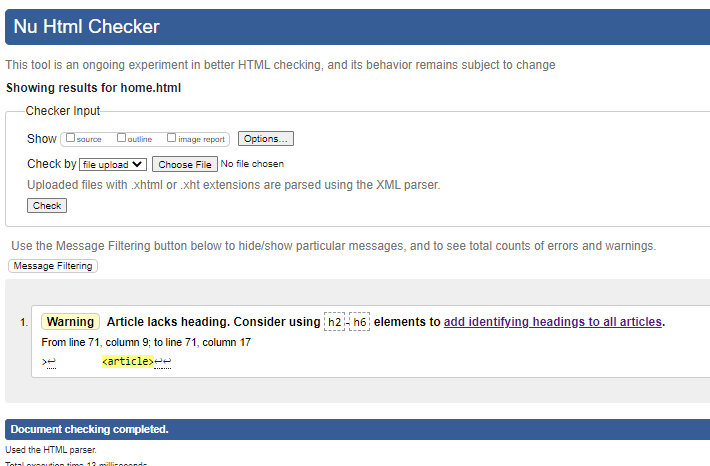 Nu Html Checker
This tool is an ongoing experiment in better HTML checking, and its behavior remains subject to change
Showing results for home.html
Checker Input
Show source outline image report Options...
Check by file upload Choose File No file chosen
Uploaded files with .xhtml or .xht extensions are parsed using the XML parser.
Check
Use the Message Filtering button below to hide/show particular messages, and to see total counts of errors and warnings.
Message Filtering
1. Warning Article lacks heading. Consider using h2-h6 elements to add identifying headings to all articles.
From line 71, column 9; to line 71, column 17
>↩ <article>↩↩
Document checking completed.
Used the HTML parser.
Total execution time 13 milliseconds.